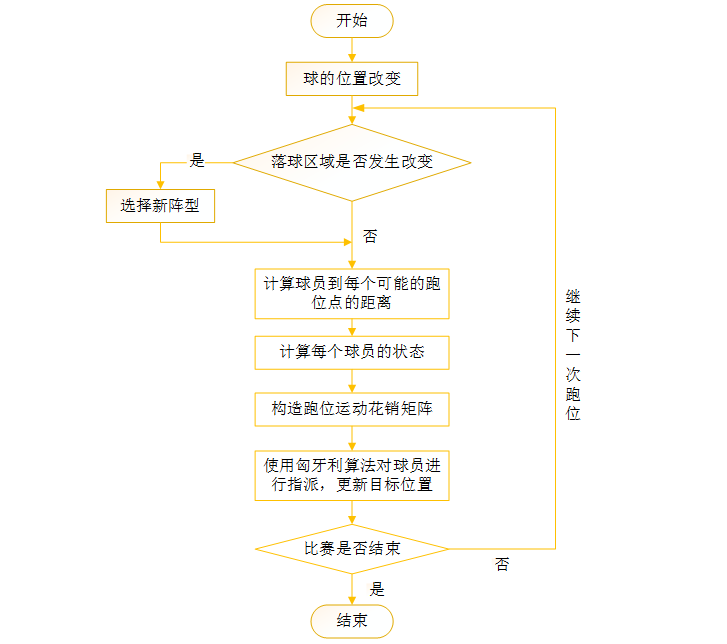 开始
球的位置改变
落球区域是否发生改变
是
选择新阵型
否
计算球员到每个可能的跑
位点的距离
计算每个球员的状态
构造跑位运动花销矩阵
使用匈牙利算法对球员进
行指派，更新目标位置
比赛是否结束
否
继续下一次跑位
是
结束